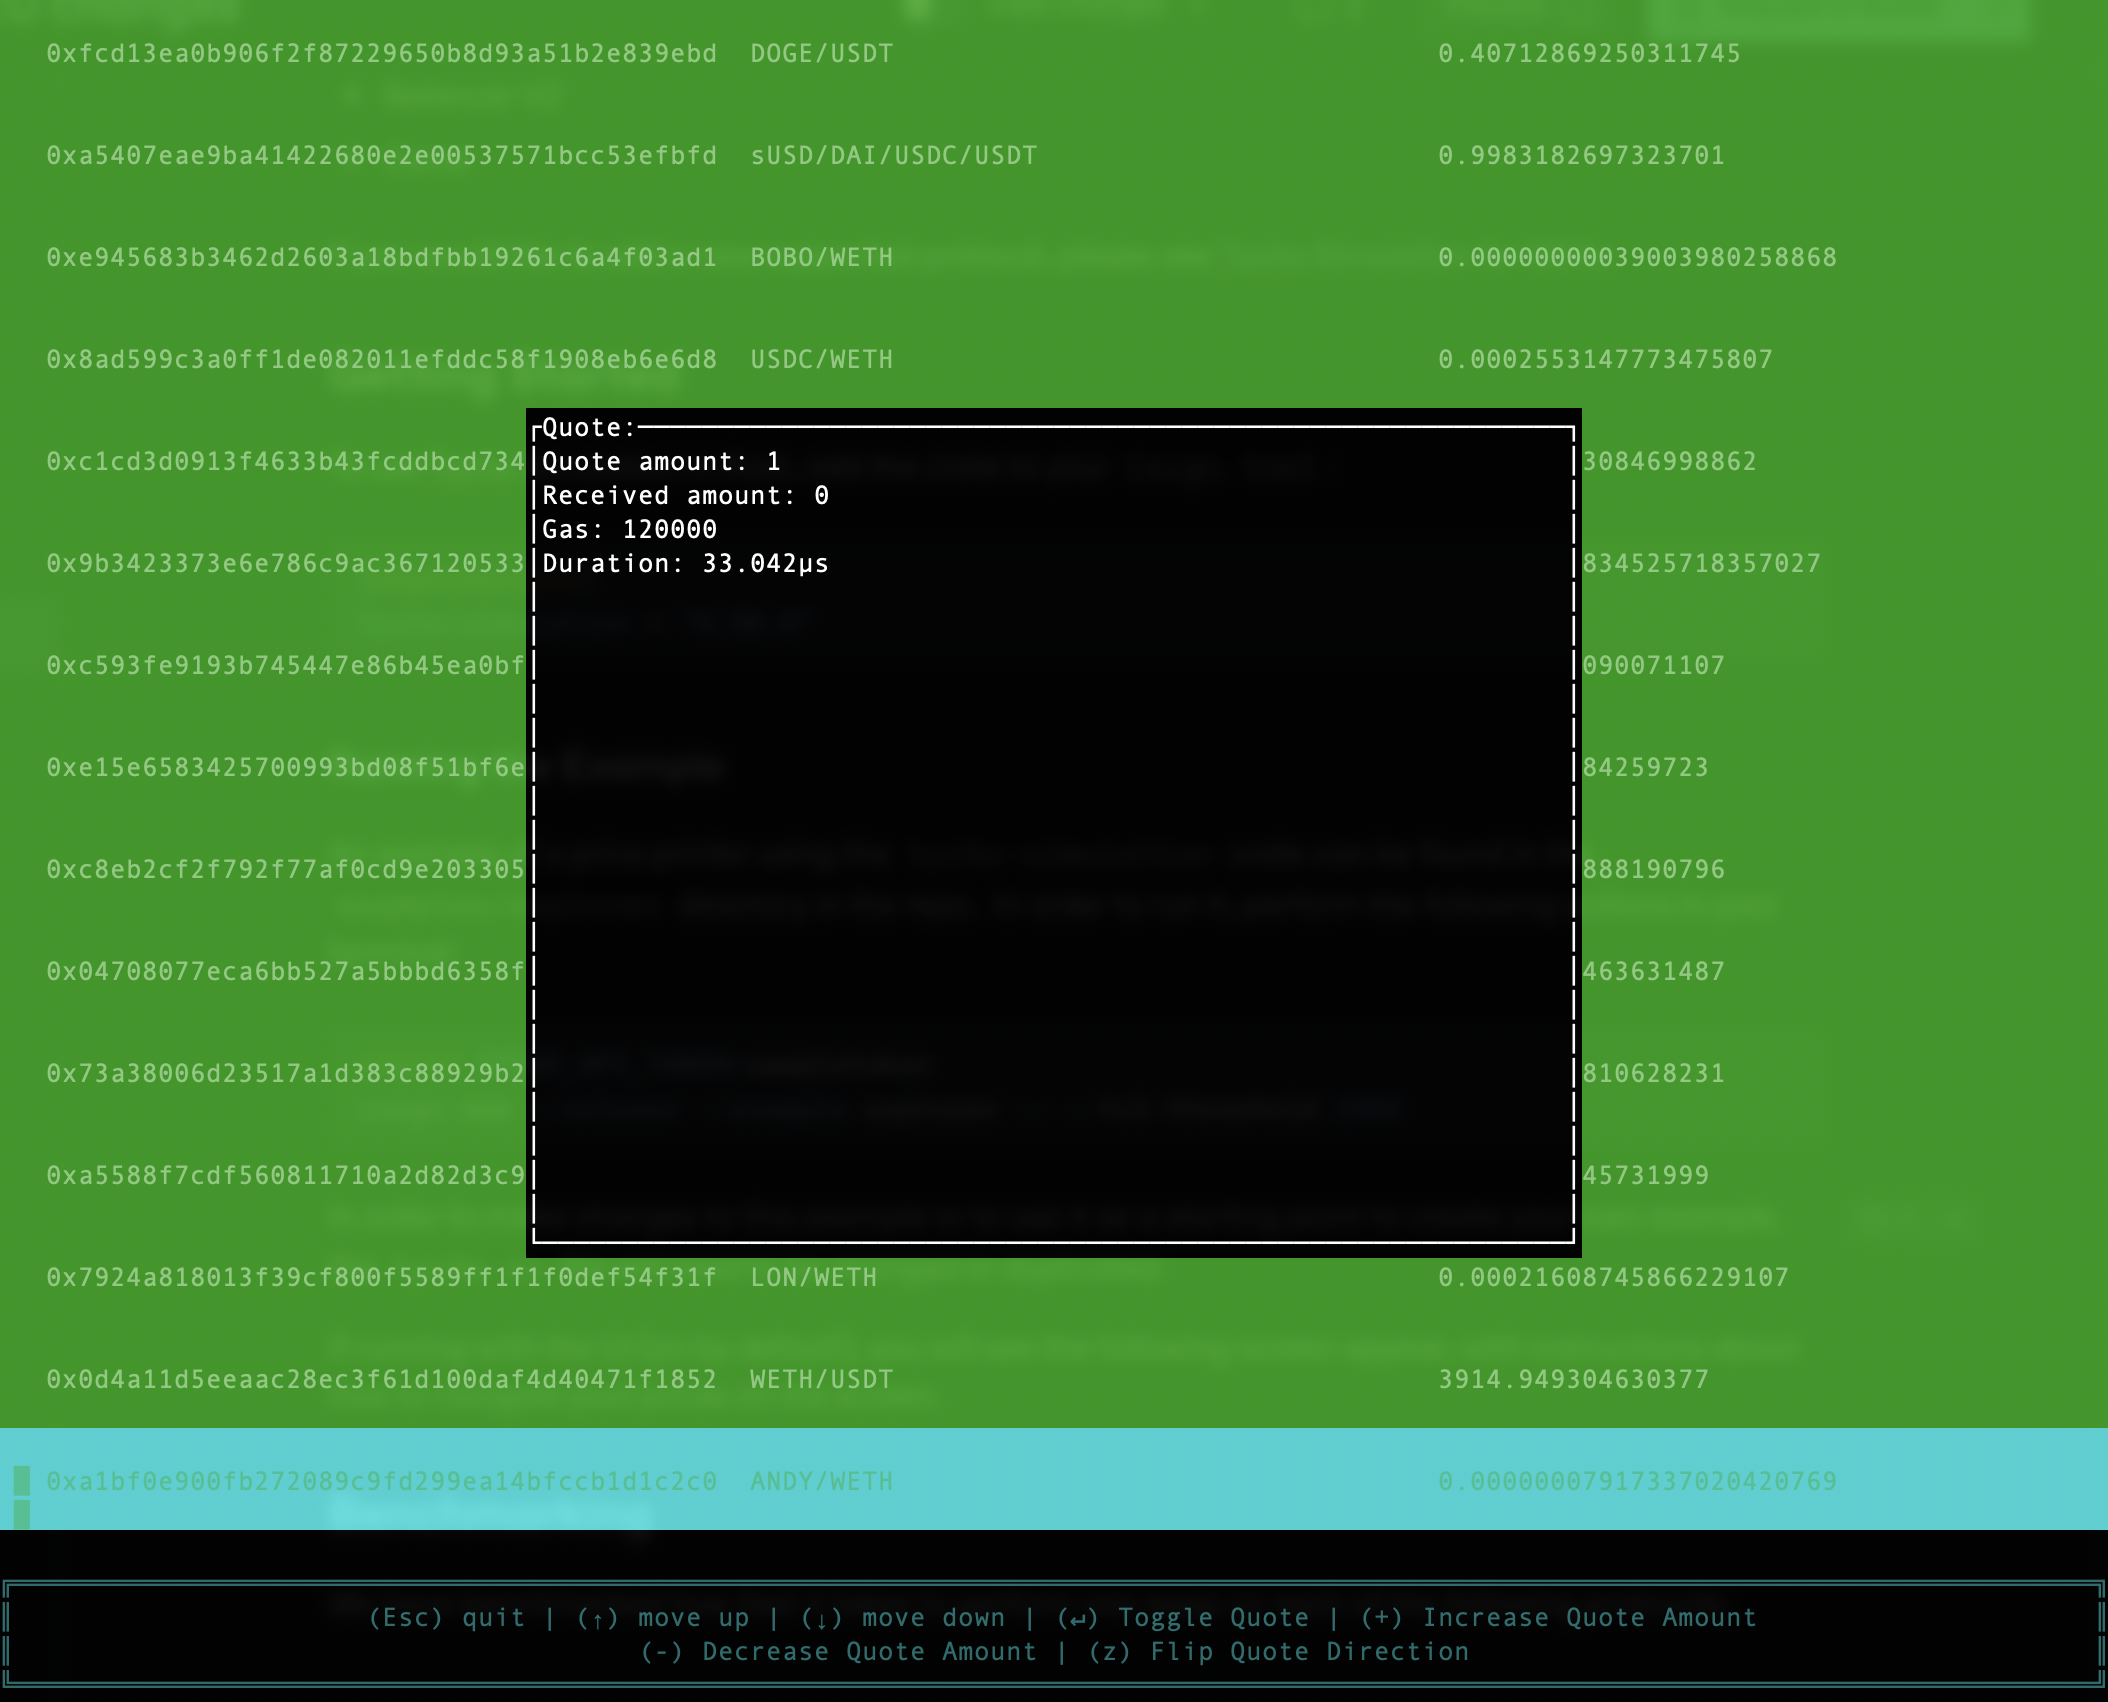 0xfcd13ea0b906f2f87229650b8d93a51b2e839ebd DOGE/USDT 0.40712869250311745
0xa5407eae9ba41422680e2e00537571bcc53efbfd sUSD/DAI/USDC/USDT 0.9983182697323701
0xe945683b3462d2603a18bdfbb19261c6a4f03ad1 BOBO/WETH 0.00000000039003980258868
0x8ad599c3a0ff1de082011efddc58f1908eb6e6d8 USDC/WETH 0.0002553147773475807
Quote:
0xc1cd3d0913f4633b43fcddbcd734 Quote amount: 1 30846998862
Received amount: 0
Gas: 120000
0x9b3423373e6e786c9ac367120533 Duration: 33.042µs 834525718357027
0xc593fe9193b745447e86b45ea0bf 090071107
0xe15e6583425700993bd08f51bf6e 84259723
0xc8eb2cf2f792f77af0cd9e203305 888190796
0x04708077eca6bb527a5bbbd6358f 463631487
0x73a38006d23517a1d383c88929b2 810628231
0xa5588f7cdf560811710a2d82d3c9 45731999
0x7924a818013f39cf800f5589ff1f1f0def54f31f LON/WETH 0.00021608745866229107
0x0d4a11d5eeaac28ec3f61d100daf4d40471f1852 WETH/USDT 3914.949304630377
0xa1bf0e900fb272089c9fd299ea14bfccb1d1c2c0 ANDY/WETH 0.00000007917337020420769
(Esc) quit | (↑) move up | (↓) move down | (↵) Toggle Quote | (+) Increase Quote Amount
(-) Decrease Quote Amount | (z) Flip Quote Direction